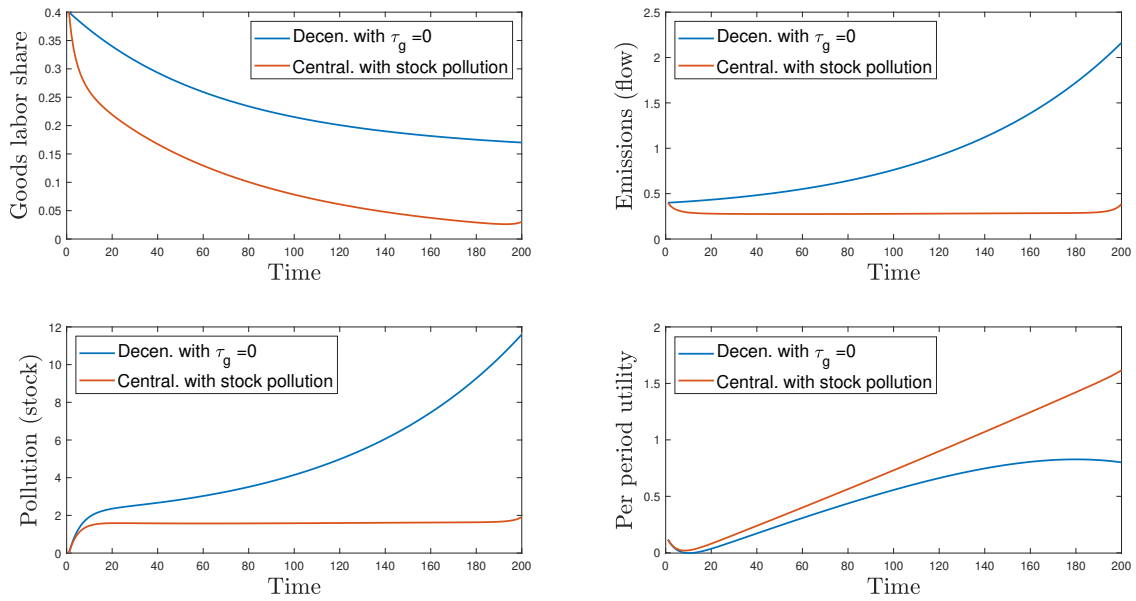 Goods labor share
0.4
0.35
0.3
0.25
0.2
0.15
0.1
0.05
0
Decen. with τg =0
Central. with stock pollution
0 20 40 60 80 100 120 140 160 180 200
Time
Emissions (flow)
2.5
2
1.5
1
0.5
0
Decen. with τg =0
Central. with stock pollution
0 20 40 60 80 100 120 140 160 180 200
Time
Pollution (stock)
12
10
8
6
4
2
0
Decen. with τg =0
Central. with stock pollution
0 20 40 60 80 100 120 140 160 180 200
Time
Per period utility
2
1.5
1
0.5
0
Decen. with τg =0
Central. with stock pollution
0 20 40 60 80 100 120 140 160 180 200
Time